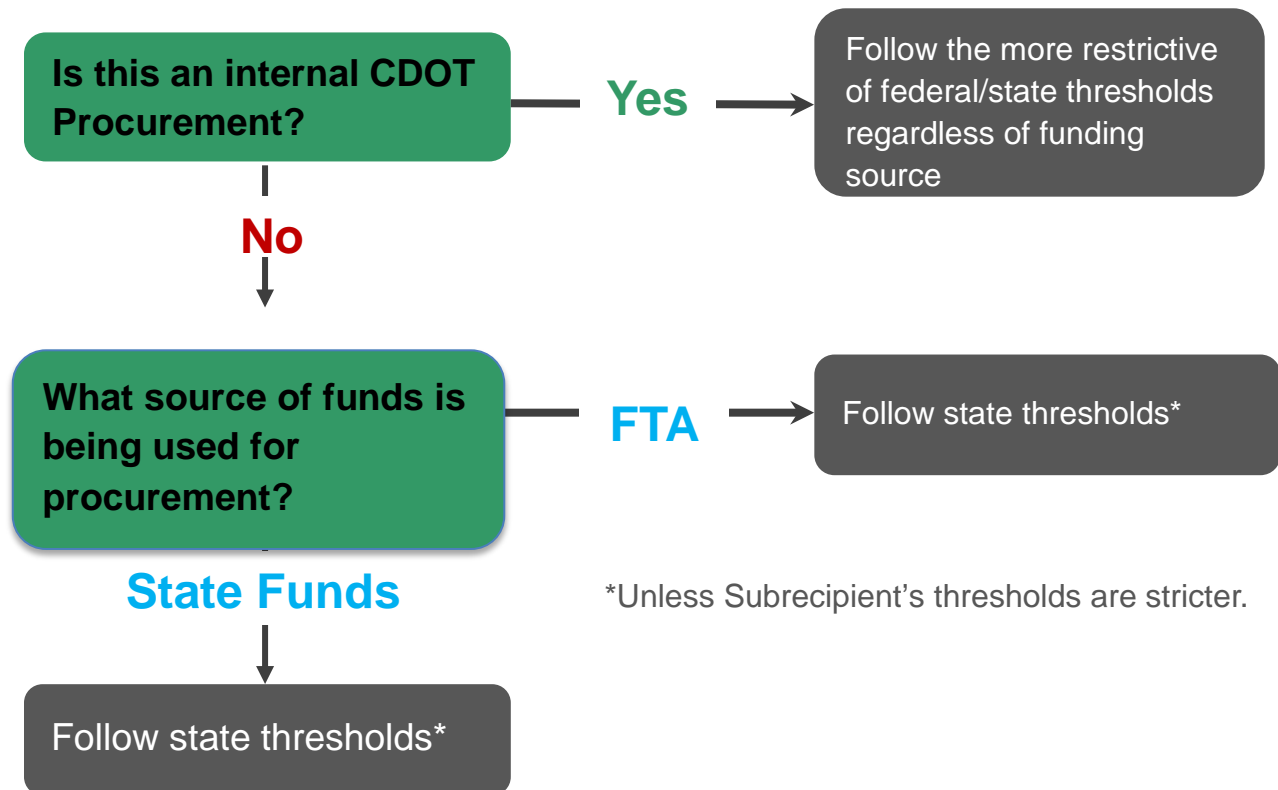 Is this an internal CDOT
Procurement?
Yes
Follow the more restrictive
of federal/state thresholds
regardless of funding
source
No
What source of funds is
being used for
procurement?
FTA
Follow state thresholds*
State Funds
*Unless Subrecipient’s thresholds are stricter.
Follow state thresholds*